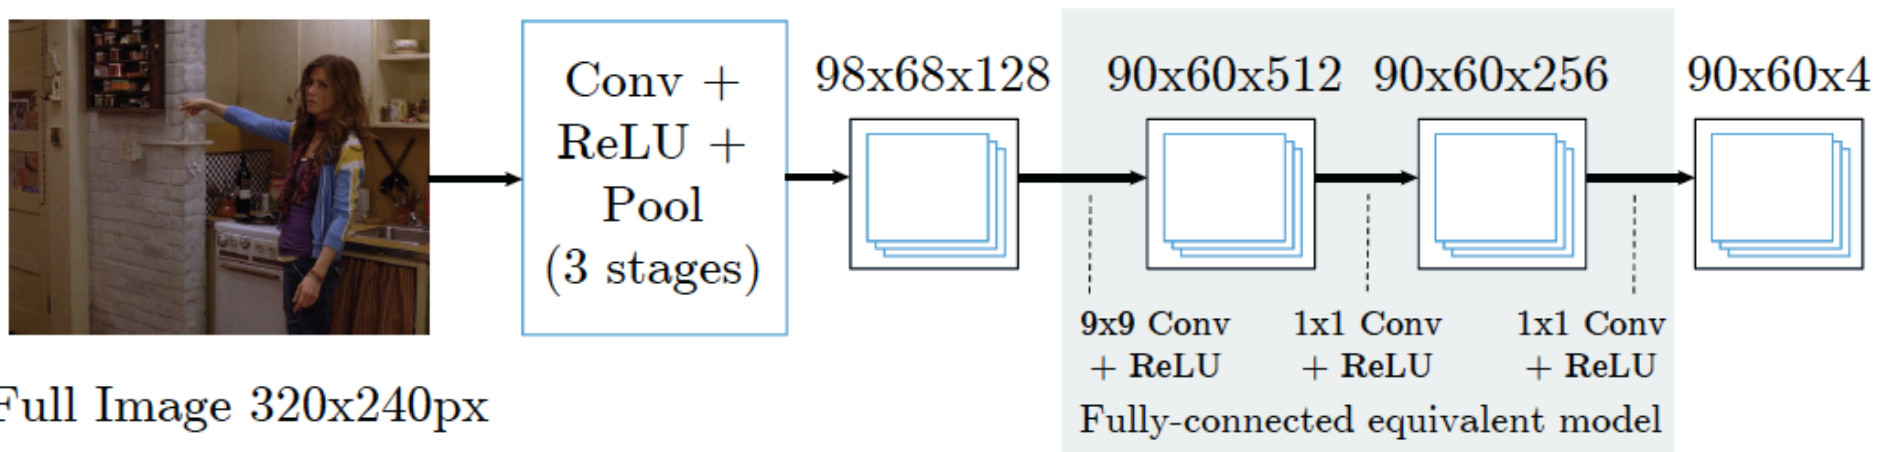 Conv +
ReLU +
Pool
(3 stages)
98x68x128
90x60x512
90x60x256
90x60x4
9x9 Conv
+ ReLU
1x1 Conv
+ ReLU
1x1 Conv
+ ReLU
Fully-connected equivalent model
Full Image 320x240px